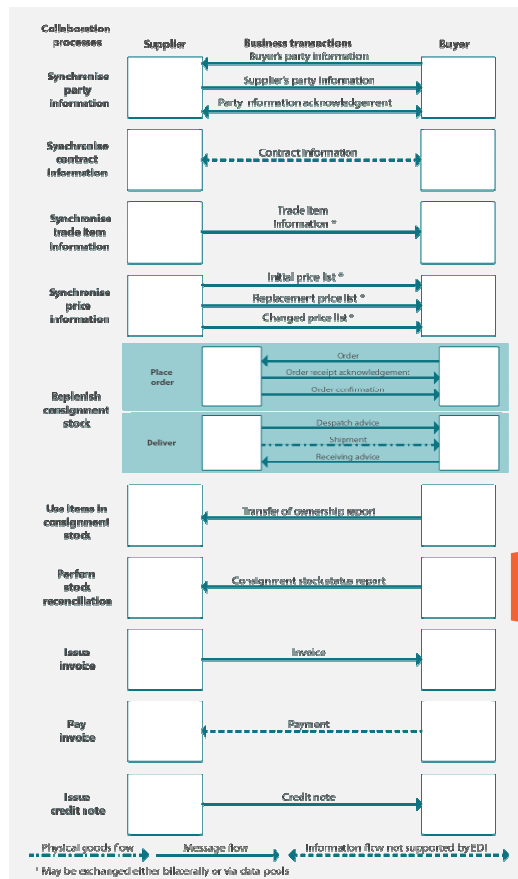 Collaboration
processes
Supplier
Business transactions
Buyer
Synchronise
party
information
Buyer's party information
Supplier's party information
Party information acknowledgement
Synchronise
contract
information
Contract information
Synchronise
trade item
information
Trade item
information *
Synchronise
price
information
Initial price list *
Replacement price list *
Changed price list *
Replenish
consignment
stock
Place
order
Order
Order receipt acknowledgement
Order confirmation
Deliver
Despatch advice
Shipment
Receiving advice
Use items in
consignment
stock
Transfer of ownership report
Perform
stock
reconciliation
Consignment stock status report
Issue
invoice
Invoice
Pay
invoice
Payment
Issue
credit note
Credit note
Physical goods flow
Message flow
Information flow not supported by EDI
* May be exchanged either bilaterally or via data pools